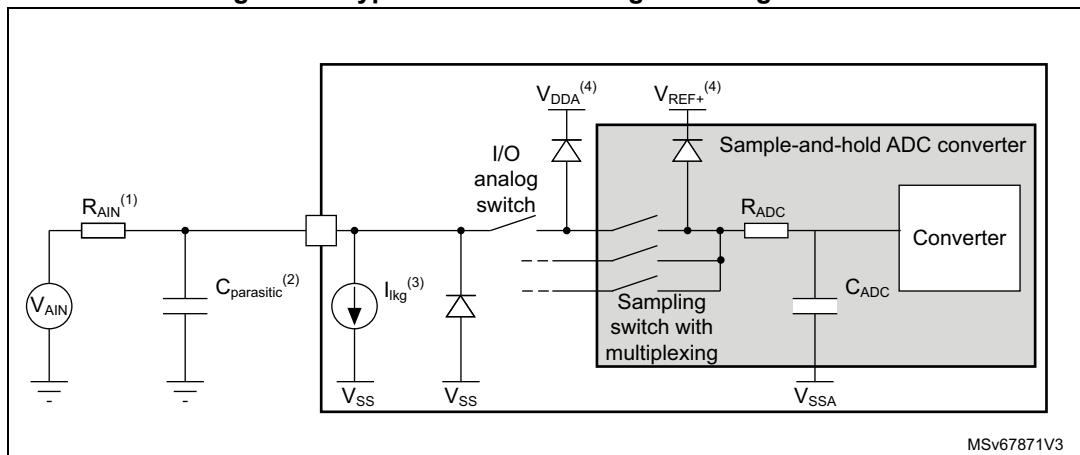 V_DDA^(4)
V_REF+^(4)
Sample-and-hold ADC converter
I/O
analog
switch
R_AIN^(1)
R_ADC
Converter
C_parasitic^(2)
I_lkg^(3)
C_ADC
V_AIN
Sampling
switch with
multiplexing
V_SS
V_SS
V_SSA
MSv67871V3